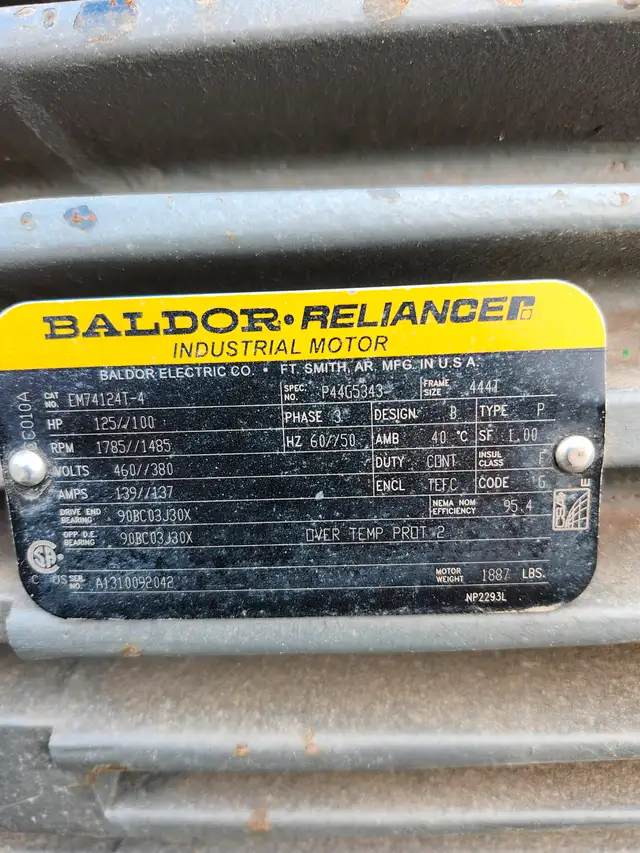 BALDOR • RELIANCER
INDUSTRIAL MOTOR
BALDOR ELECTRIC CO. • FT. SMITH, AR. MFG. IN U.S.A.
CAT NO. EM74124T-4 SPEC. NO. P44G5343 FRAME SIZE 444T
HP 125//100 PHASE 3 DESIGN B TYPE P
RPM 1785//1485 HZ 60//50 AMB 40 °C SF 1.00
VOLTS 460//380 DUTY CONT INSUL CLASS F
AMPS 139//137 ENCL TEFC CODE G
DRIVE END BEARING 90BC03J30X NEMA NOM EFFICIENCY 95.4
OPP D.E. BEARING 90BC03J30X OVER TEMP PROT 2
SER. NO. A1310092042 MOTOR WEIGHT 1887 LBS.
NP2293L
C US
CSA
E